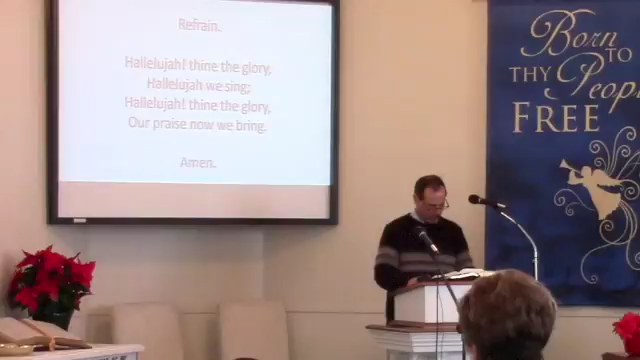 Refrain.
Hallelujah! thine the glory,
Hallelujah we sing;
Hallelujah! thine the glory,
Our praise now we bring.
Amen.
Born
TO
THY Peopl
FREE